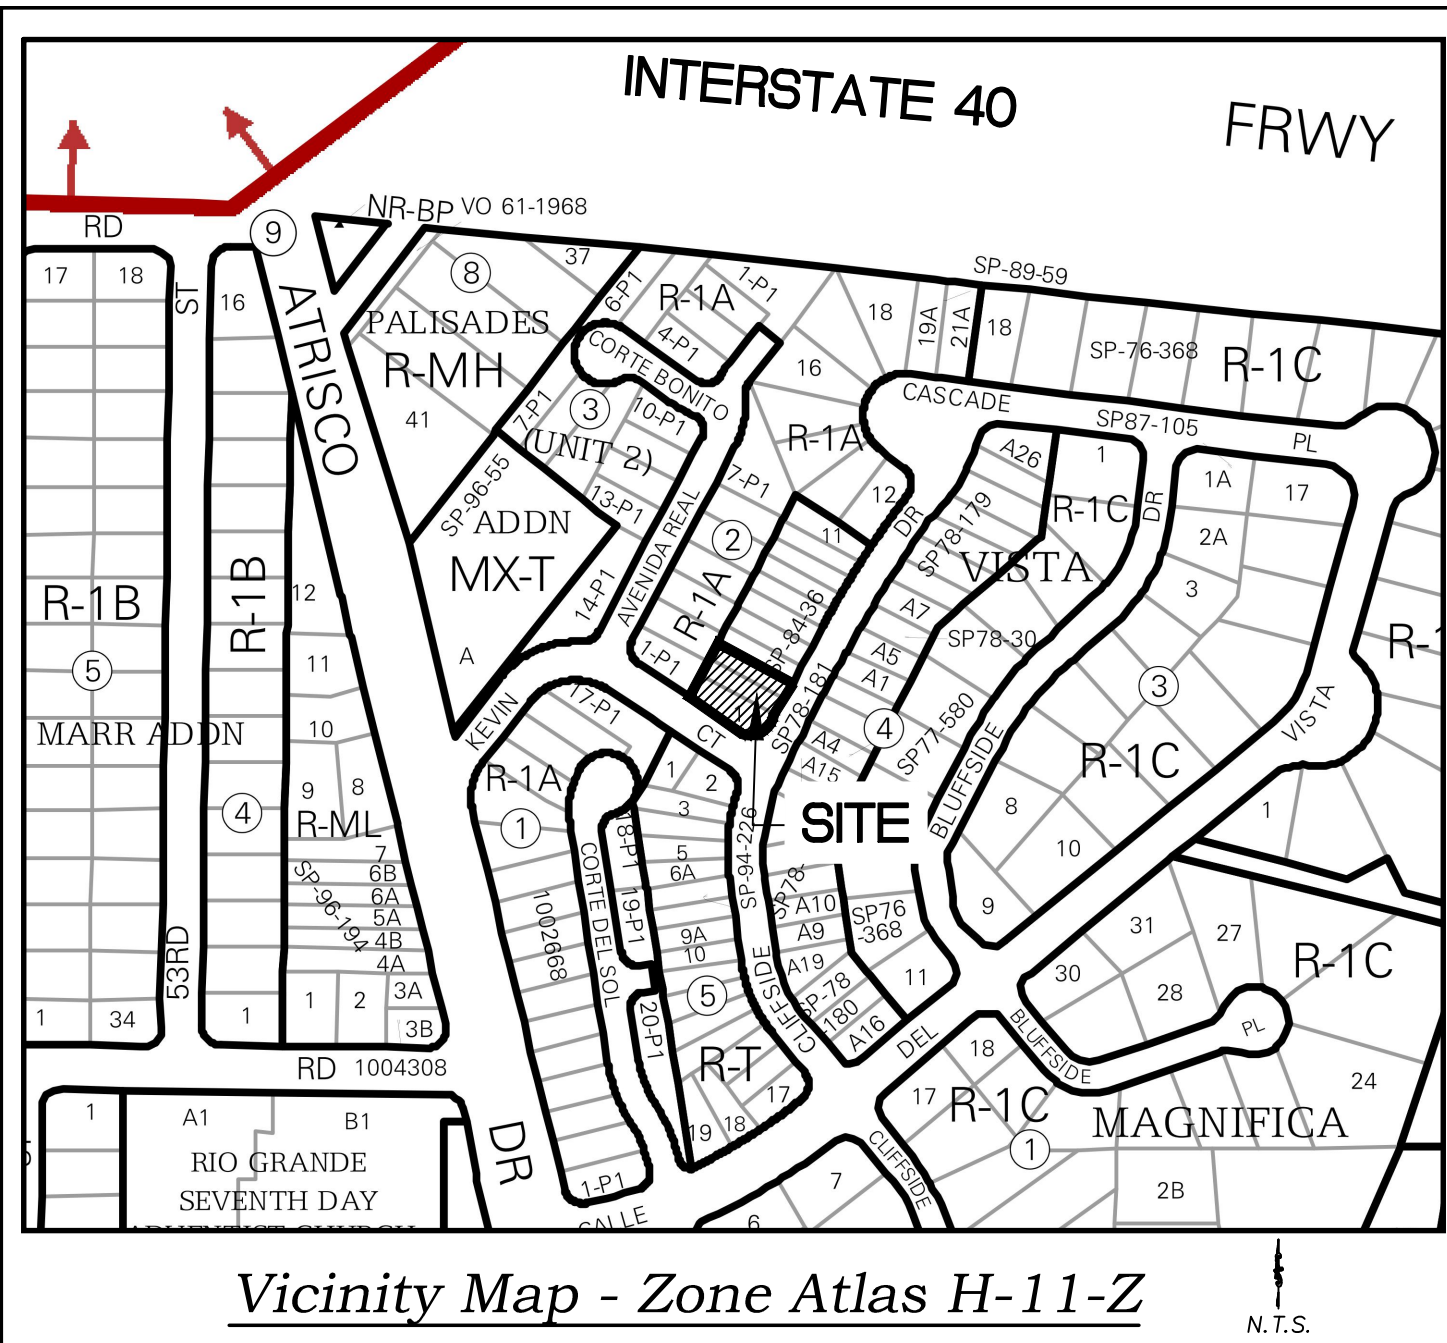 INTERSTATE 40
FRWY
RD
9
NR-BP
VO 61-1968
17
18
ST
16
ATRISCO
8
37
PALISADES
R-MH
41
6-P1
R-1A
1-P1
4-P1
CORTE BONITO
SP-89-59
18
19A
21A
18
SP-76-368
R-1C
16
CASCADE
SP87-105
PL
7-P1
3
10-P1
(UNIT 2)
R-1A
A26
1
1A
17
SP-96-55
ADDN
MX-T
13-P1
7-P1
12
DR
SP78-179
R-1C
DR
2A
2
11
VISTA
3
R-1B
R-1B
12
14-P1
AVENIDA REAL
R-1A
SP-84-36
A7
SP78-30
R-1
5
11
A
1-P1
A5
A1
3
MARR ADDN
10
KEVIN
17-P1
CT
1
SP78-181
4
SP77-580
BLUFFSIDE
VISTA
R-1C
9
8
R-1A
1
2
A4
A15
8
1
4
R-ML
1
3
SITE
10
7
6B
6A
5A
4B
4A
SP-96-194
18-P1
5
6A
SP-94-226
SP78-
A10
SP76
-368
9
CORTE DEL SOL
19-P1
1002668
9A
10
A9
A19
31
27
R-1C
53RD
5
CLIFFSIDE
SP-78
-180
11
30
28
1
34
1
1
2
3A
3B
20-P1
A16
DEL
BLUFFSIDE
PL
RD
1004308
R-T
18
24
1
A1
B1
17
17
R-1C
MAGNIFICA
19
18
1
RIO GRANDE
SEVENTH DAY
ADVENTIST CHURCH
DR
1-P1
CLIFFSIDE
7
2B
CALLE
6
Vicinity Map - Zone Atlas H-11-Z
N.T.S.